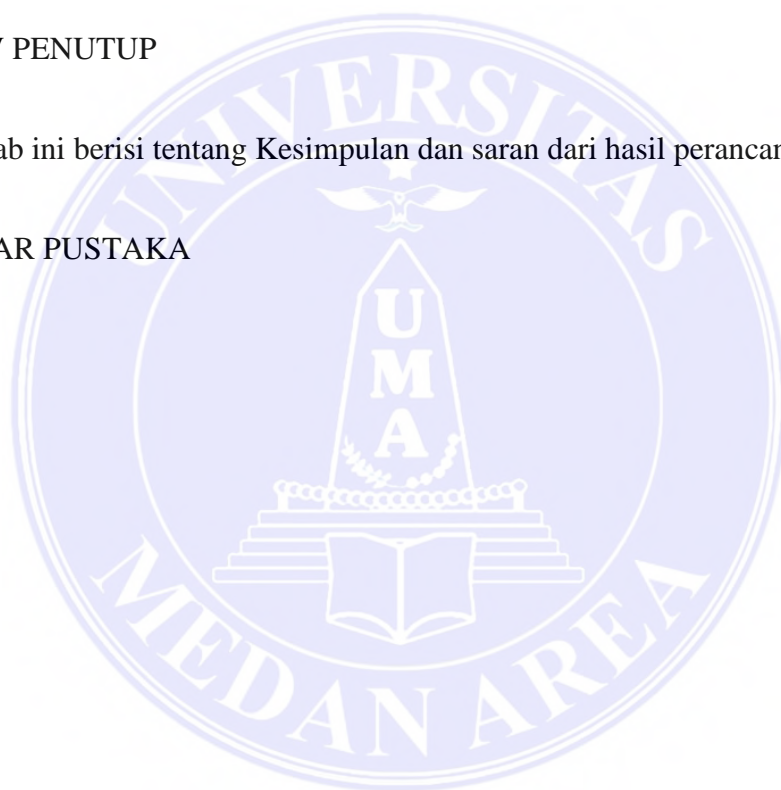 PENUTUP
ab ini berisi tentang Kesimpulan dan saran dari hasil perancan
AR PUSTAKA
UNIVERSITAS
U
M
A
MEDAN AREA